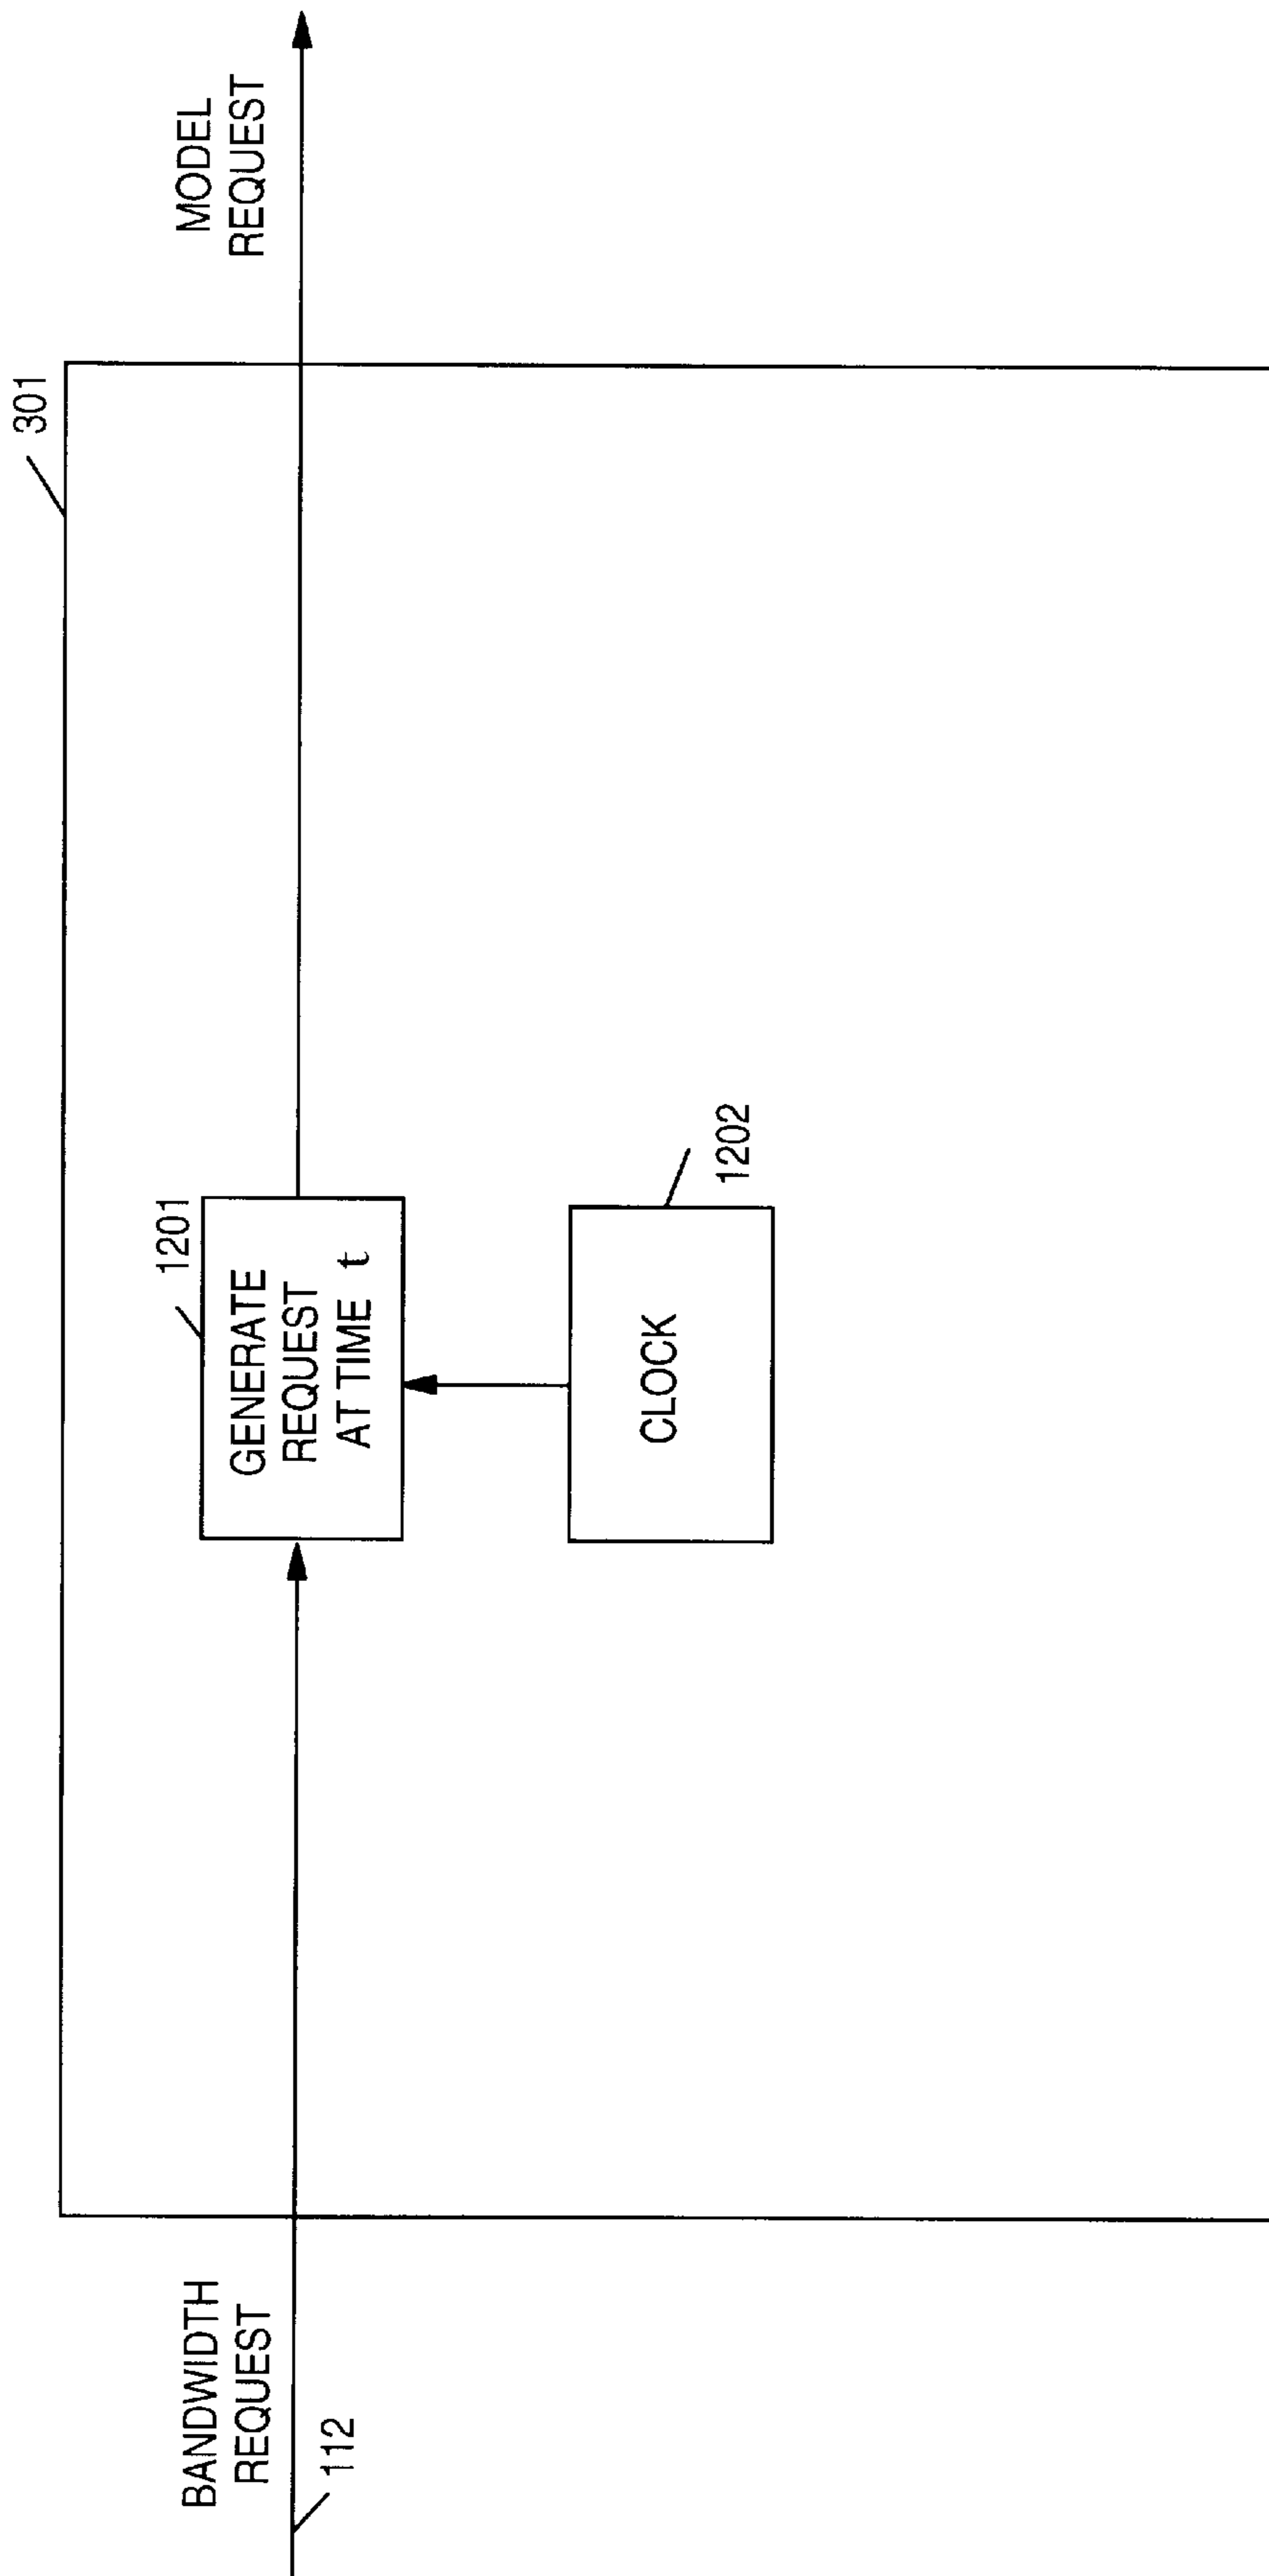 301
BANDWIDTH
REQUEST
112
1201
GENERATE
REQUEST
AT TIME t
CLOCK
1202
MODEL
REQUEST